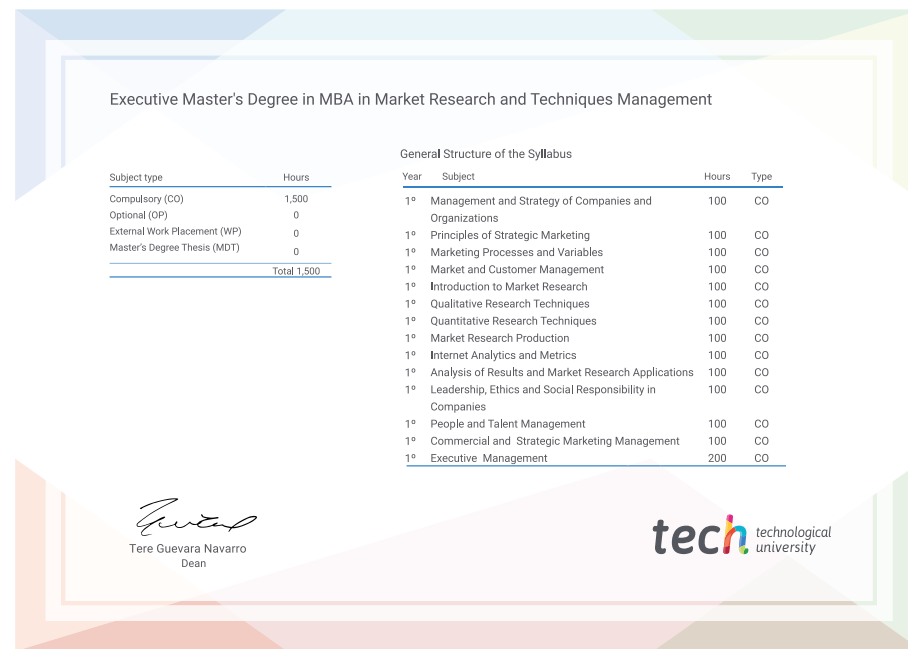 Executive Master's Degree in MBA in Market Research and Techniques Management
Subject type Hours
Compulsory (CO) 1,500
Optional (OP) 0
External Work Placement (WP) 0
Master's Degree Thesis (MDT) 0
Total 1,500
General Structure of the Syllabus
Year Subject Hours Type
1º Management and Strategy of Companies and 100 CO
Organizations
1º Principles of Strategic Marketing 100 CO
1º Marketing Processes and Variables 100 CO
1º Market and Customer Management 100 CO
1º Introduction to Market Research 100 CO
1º Qualitative Research Techniques 100 CO
1º Quantitative Research Techniques 100 CO
1º Market Research Production 100 CO
1º Internet Analytics and Metrics 100 CO
1º Analysis of Results and Market Research Applications 100 CO
1º Leadership, Ethics and Social Responsibility in 100 CO
Companies
1º People and Talent Management 100 CO
1º Commercial and Strategic Marketing Management 100 CO
1º Executive Management 200 CO
Tere Guevara Navarro
Dean
tech technological
university